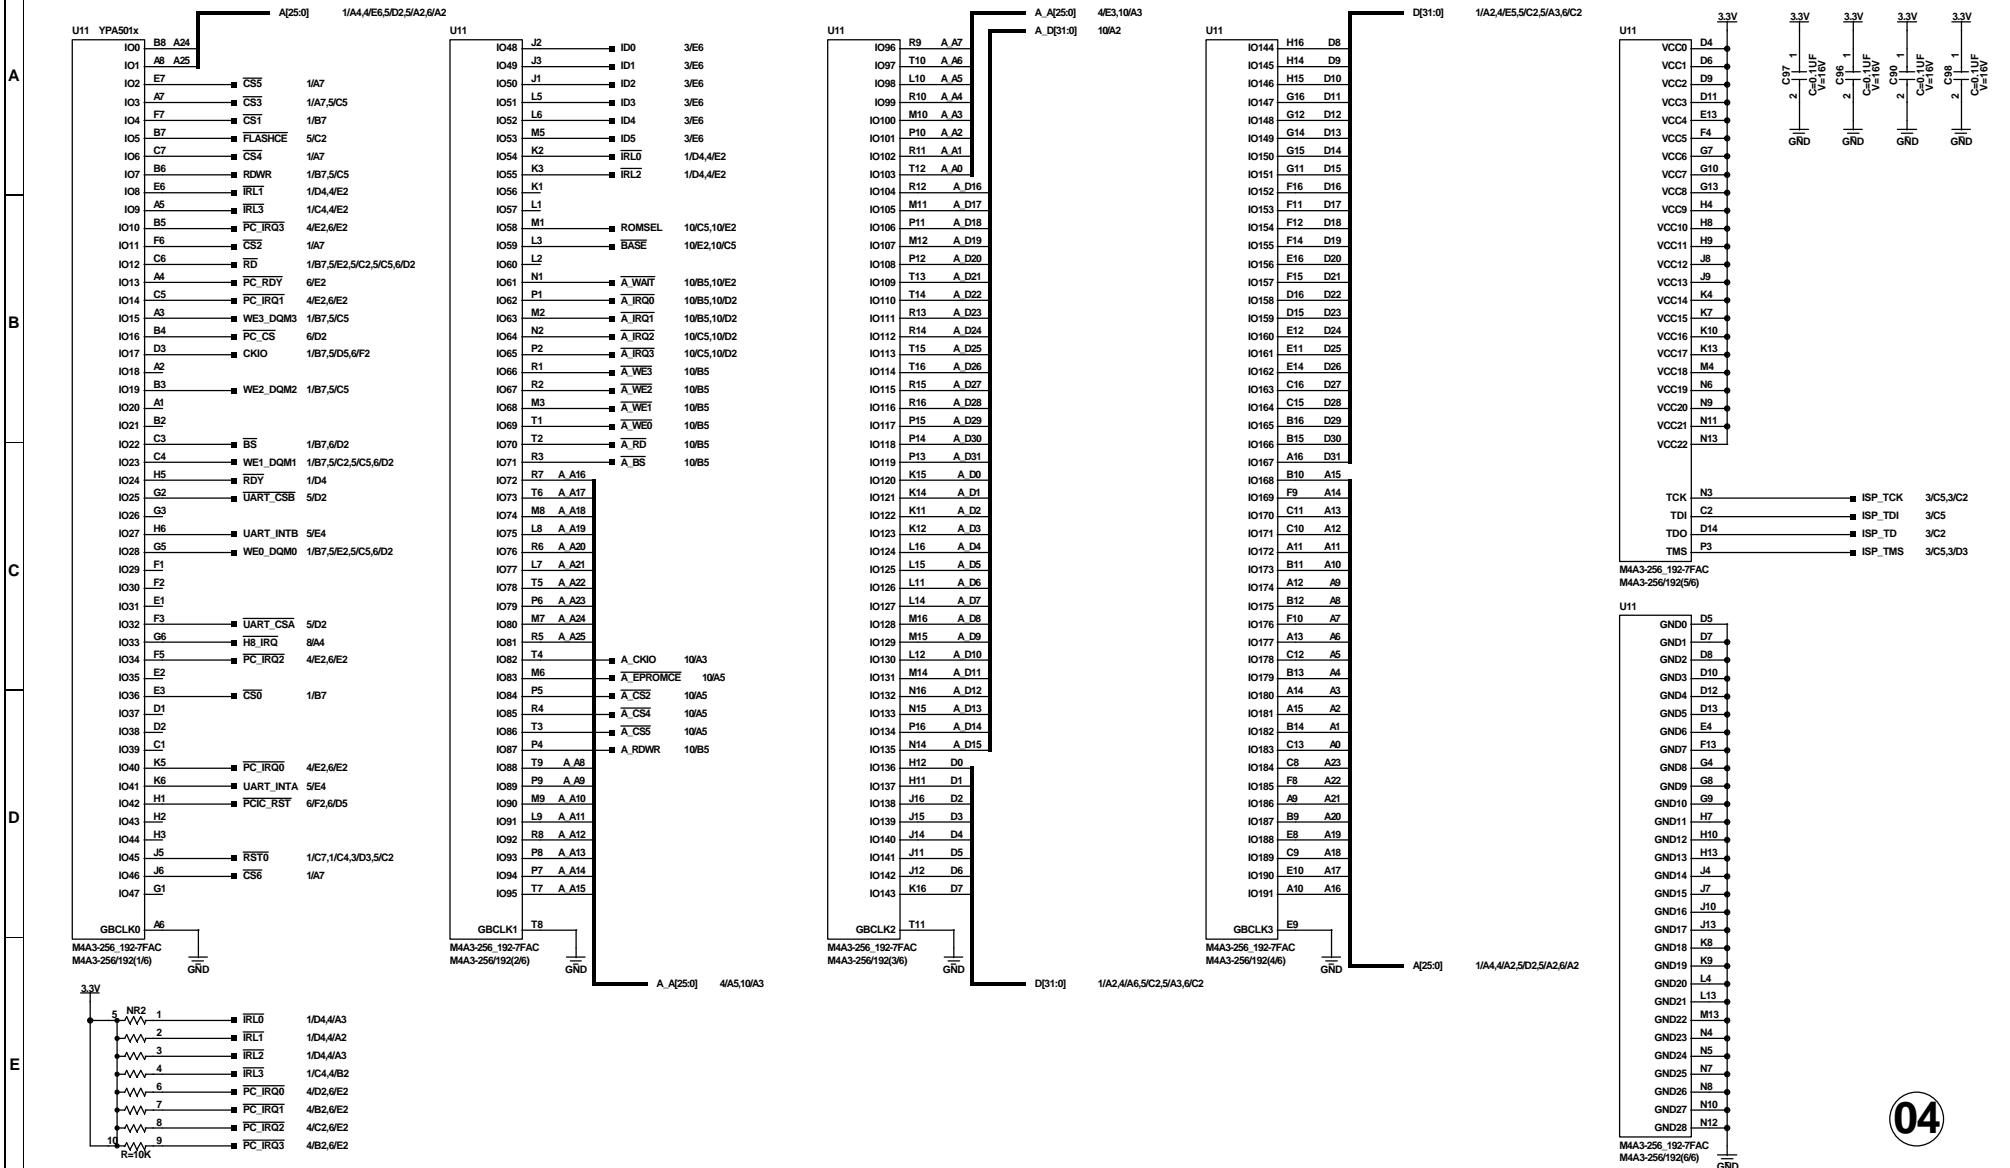 A[25:0] 1/A4,4/E6,5/D2,5/A2,6/A2
U11 YPA501x
IO0 B8 A24
IO1 A8 A25
IO2 E7 CS5 1/A7
IO3 A7 CS3 1/A7,5/C5
IO4 F7 CS1 1/B7
IO5 B7 FLASHCE 5/C2
IO6 C7 CS4 1/A7
IO7 B6 RDWR 1/B7,5/C5
IO8 E6 IRL1 1/D4,4/E2
IO9 A5 IRL3 1/C4,4/E2
IO10 B5 PC_IRQ3 4/E2,6/E2
IO11 F6 CS2 1/A7
IO12 C6 RD 1/B7,5/E2,5/C2,5/C5,6/D2
IO13 A4 PC_RDY 6/E2
IO14 C5 PC_IRQ1 4/E2,6/E2
IO15 A3 WE3_DQM3 1/B7,5/C5
IO16 B4 PC_CS 6/D2
IO17 D3 CKIO 1/B7,5/D5,6/F2
IO18 A2
IO19 B3 WE2_DQM2 1/B7,5/C5
IO20 A1
IO21 B2
IO22 C3 BS 1/B7,6/D2
IO23 C4 WE1_DQM1 1/B7,5/C2,5/C5,6/D2
IO24 H5 RDY 1/D4
IO25 G2 UART_CSB 5/D2
IO26 G3
IO27 H6 UART_INTB 5/E4
IO28 G5 WE0_DQM0 1/B7,5/E2,5/C5,6/D2
IO29 F1
IO30 F2
IO31 E1
IO32 F3 UART_CSA 5/D2
IO33 G6 H8_IRQ 8/A4
IO34 F5 PC_IRQ2 4/E2,6/E2
IO35 E2
IO36 E3 CS0 1/B7
IO37 D1
IO38 D2
IO39 C1
IO40 K5 PC_IRQ0 4/E2,6/E2
IO41 K6 UART_INTA 5/E4
IO42 H1 PCIC_RST 6/F2,6/D5
IO43 H2
IO44 H3
IO45 J5 RST0 1/C7,1/C4,3/D3,5/C2
IO46 J6 CS6 1/A7
IO47 G1
GBCLK0 A6
M4A3-256_192-7FAC
M4A3-256/192(1/6)
GND
3.3V
5 NR2 1 IRL0 1/D4,4/A3
2 IRL1 1/D4,4/A2
3 IRL2 1/D4,4/A3
4 IRL3 1/C4,4/B2
6 PC_IRQ0 4/D2,6/E2
7 PC_IRQ1 4/B2,6/E2
8 PC_IRQ2 4/C2,6/E2
10 9 PC_IRQ3 4/B2,6/E2
R=10K
U11
IO48 J2 ID0 3/E6
IO49 J3 ID1 3/E6
IO50 J1 ID2 3/E6
IO51 L5 ID3 3/E6
IO52 L6 ID4 3/E6
IO53 M5 ID5 3/E6
IO54 K2 IRL0 1/D4,4/E2
IO55 K3 IRL2 1/D4,4/E2
IO56 K1
IO57 L1
IO58 M1 ROMSEL 10/C5,10/E2
IO59 L3 BASE 10/E2,10/C5
IO60 L2
IO61 N1 A_WAIT 10/B5,10/E2
IO62 P1 A_IRQ0 10/B5,10/D2
IO63 M2 A_IRQ1 10/B5,10/D2
IO64 N2 A_IRQ2 10/C5,10/D2
IO65 P2 A_IRQ3 10/C5,10/D2
IO66 R1 A_WE3 10/B5
IO67 R2 A_WE2 10/B5
IO68 M3 A_WE1 10/B5
IO69 T1 A_WE0 10/B5
IO70 T2 A_RD 10/B5
IO71 R3 A_BS 10/B5
IO72 R7 A_A16
IO73 T6 A_A17
IO74 M8 A_A18
IO75 L8 A_A19
IO76 R6 A_A20
IO77 L7 A_A21
IO78 T5 A_A22
IO79 P6 A_A23
IO80 M7 A_A24
IO81 R5 A_A25
IO82 T4 A_CKIO 10/A3
IO83 M6 A_EPROMCE 10/A5
IO84 P5 A_CS2 10/A5
IO85 R4 A_CS4 10/A5
IO86 T3 A_CS5 10/A5
IO87 P4 A_RDWR 10/B5
IO88 T9 A_A8
IO89 P9 A_A9
IO90 M9 A_A10
IO91 L9 A_A11
IO92 R8 A_A12
IO93 P8 A_A13
IO94 P7 A_A14
IO95 T7 A_A15
GBCLK1 T8
M4A3-256_192-7FAC
M4A3-256/192(2/6)
GND
A_A[25:0] 4/A5,10/A3
A_A[25:0] 4/E3,10/A3
A_D[31:0] 10/A2
U11
IO96 R9 A_A7
IO97 T10 A_A6
IO98 L10 A_A5
IO99 R10 A_A4
IO100 M10 A_A3
IO101 P10 A_A2
IO102 R11 A_A1
IO103 T12 A_A0
IO104 R12 A_D16
IO105 M11 A_D17
IO106 P11 A_D18
IO107 M12 A_D19
IO108 P12 A_D20
IO109 T13 A_D21
IO110 T14 A_D22
IO111 R13 A_D23
IO112 R14 A_D24
IO113 T15 A_D25
IO114 T16 A_D26
IO115 R15 A_D27
IO116 R16 A_D28
IO117 P15 A_D29
IO118 P14 A_D30
IO119 P13 A_D31
IO120 K15 A_D0
IO121 K14 A_D1
IO122 K11 A_D2
IO123 K12 A_D3
IO124 L16 A_D4
IO125 L15 A_D5
IO126 L11 A_D6
IO127 L14 A_D7
IO128 M16 A_D8
IO129 M15 A_D9
IO130 L12 A_D10
IO131 M14 A_D11
IO132 N16 A_D12
IO133 N15 A_D13
IO134 P16 A_D14
IO135 N14 A_D15
IO136 H12 D0
IO137 H11 D1
IO138 J16 D2
IO139 J15 D3
IO140 J14 D4
IO141 J11 D5
IO142 J12 D6
IO143 K16 D7
GBCLK2 T11
M4A3-256_192-7FAC
M4A3-256/192(3/6)
GND
D[31:0] 1/A2,4/A6,5/C2,5/A3,6/C2
D[31:0] 1/A2,4/E5,5/C2,5/A3,6/C2
U11
IO144 H16 D8
IO145 H14 D9
IO146 H15 D10
IO147 G16 D11
IO148 G12 D12
IO149 G14 D13
IO150 G15 D14
IO151 G11 D15
IO152 F16 D16
IO153 F11 D17
IO154 F12 D18
IO155 F14 D19
IO156 E16 D20
IO157 F15 D21
IO158 D16 D22
IO159 D15 D23
IO160 E12 D24
IO161 E11 D25
IO162 E14 D26
IO163 C16 D27
IO164 C15 D28
IO165 B16 D29
IO166 B15 D30
IO167 A16 D31
IO168 B10 A15
IO169 F9 A14
IO170 C11 A13
IO171 C10 A12
IO172 A11 A11
IO173 B11 A10
IO174 A12 A9
IO175 B12 A8
IO176 F10 A7
IO177 A13 A6
IO178 C12 A5
IO179 B13 A4
IO180 A14 A3
IO181 A15 A2
IO182 B14 A1
IO183 C13 A0
IO184 C8 A23
IO185 F8 A22
IO186 A9 A21
IO187 B9 A20
IO188 E8 A19
IO189 C9 A18
IO190 E10 A17
IO191 A10 A16
GBCLK3 E9
M4A3-256_192-7FAC
M4A3-256/192(4/6)
GND
A[25:0] 1/A4,4/A2,5/D2,5/A2,6/A2
U11
3.3V
VCC0 D4
VCC1 D6
VCC2 D9
VCC3 D11
VCC4 E13
VCC5 F4
VCC6 G7
VCC7 G10
VCC8 G13
VCC9 H4
VCC10 H8
VCC11 H9
VCC12 J8
VCC13 J9
VCC14 K4
VCC15 K7
VCC16 K10
VCC17 K13
VCC18 M4
VCC19 N6
VCC20 N9
VCC21 N11
VCC22 N13
TCK N3 ISP_TCK 3/C5,3/C2
TDI C2 ISP_TDI 3/C5
TDO D14 ISP_TD 3/C2
TMS P3 ISP_TMS 3/C5,3/D3
M4A3-256_192-7FAC
M4A3-256/192(5/6)
3.3V 3.3V 3.3V 3.3V
C97 1 2 C=0.1UF V=16V
C96 1 2 C=0.1UF V=16V
C90 1 2 C=0.1UF V=16V
C98 1 2 C=0.1UF V=16V
GND GND GND GND
U11
GND0 D5
GND1 D7
GND2 D8
GND3 D10
GND4 D12
GND5 D13
GND6 E4
GND7 F13
GND8 G4
GND9 G8
GND10 G9
GND11 H7
GND12 H10
GND13 H13
GND14 J4
GND15 J7
GND16 J10
GND17 J13
GND18 K8
GND19 K9
GND20 L4
GND21 L13
GND22 M13
GND23 N4
GND24 N5
GND25 N7
GND26 N8
GND27 N10
GND28 N12
M4A3-256_192-7FAC
M4A3-256/192(6/6)
GND
A
B
C
D
E
04